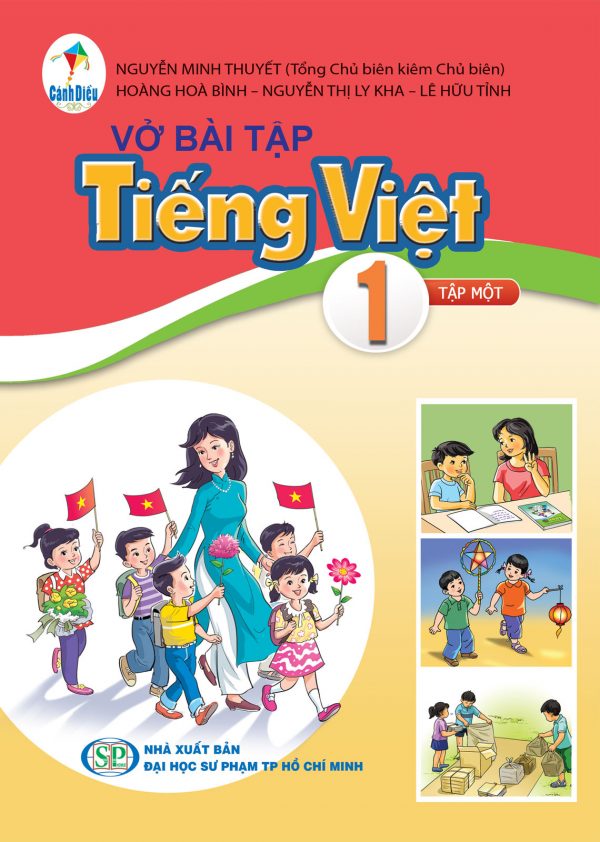 Cánh Diều
NGUYỄN MINH THUYẾT (Tổng Chủ biên kiêm Chủ biên)
HOÀNG HOÀ BÌNH – NGUYỄN THỊ LY KHA – LÊ HỮU TỈNH
VỞ BÀI TẬP
Tiếng Việt
1
TẬP MỘT
SP
NHÀ XUẤT BẢN
ĐẠI HỌC SƯ PHẠM TP HỒ CHÍ MINH